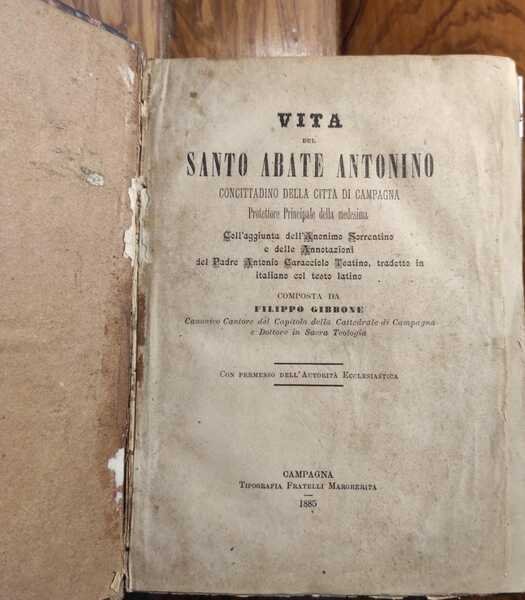 VITA
DEL
SANTO ABATE ANTONINO
CONCITTADINO DELLA CITTÀ DI CAMPAGNA
Protettore Principale della medesima
Coll'aggiunta dell'Anonimo Sorrentino
e delle Annotazioni
del Padre Antonio Caracciolo Teatino, tradotto in
italiano col testo latino
COMPOSTA DA
FILIPPO GIBBONE
Canonico Cantore del Capitolo della Cattedrale di Campagna
e Dottore in Sacra Teologia
CON PERMESSO DELL'AUTORITÀ ECCLESIASTICA
CAMPAGNA
TIPOGRAFIA FRATELLI MARGHERITA
1885